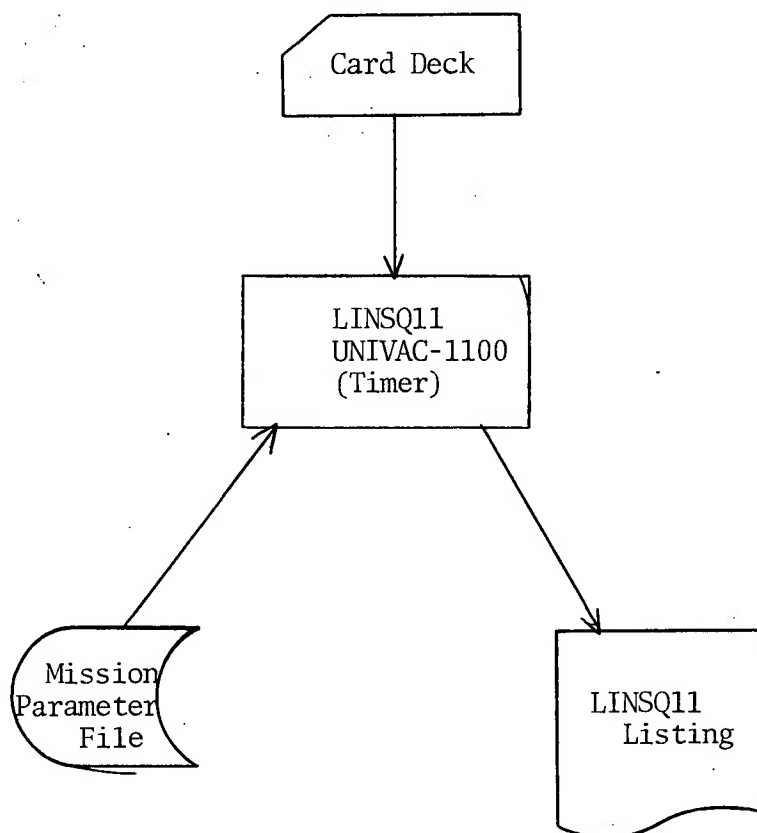 Card Deck
LINSQ11
UNIVAC-1100
(Timer)
Mission
Parameter
File
LINSQ11
Listing